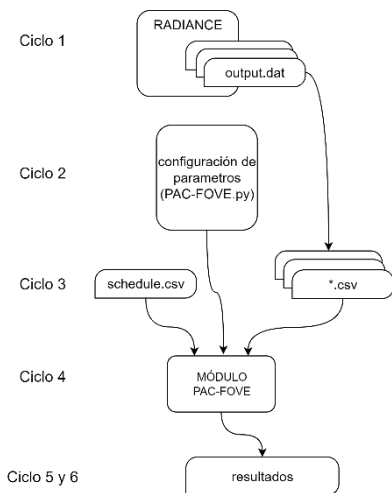 Ciclo 1
RADIANCE
output.dat
Ciclo 2
configuración de
parametros
(PAC-FOVE.py)
Ciclo 3
schedule.csv
*.csv
Ciclo 4
MÓDULO
PAC-FOVE
Ciclo 5 y 6
resultados